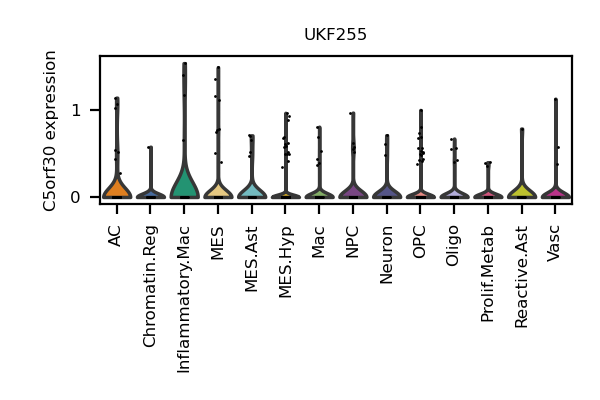 UKF255
C5orf30 expression
1
0
AC
Chromatin.Reg
Inflammatory.Mac
MES
MES.Ast
MES.Hyp
Mac
NPC
Neuron
OPC
Oligo
Prolif.Metab
Reactive.Ast
Vasc